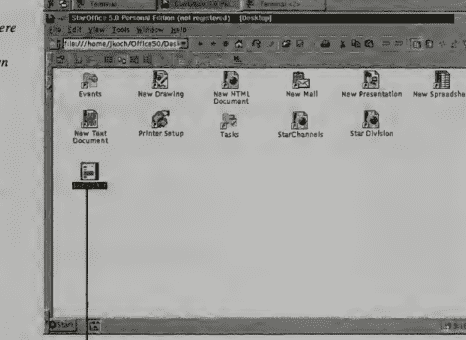 ere
n
Terminal
StarOffice 5.0 Personal Edition (not registered) [Desktop]
File Edit View Tools Window Help
file:///home/jkoch/Office50/Desk
Events New Drawing New HTML Document New Mail New Presentation New Spreadshe
New Text Document Printer Setup Tasks StarChannels Star Division
Start